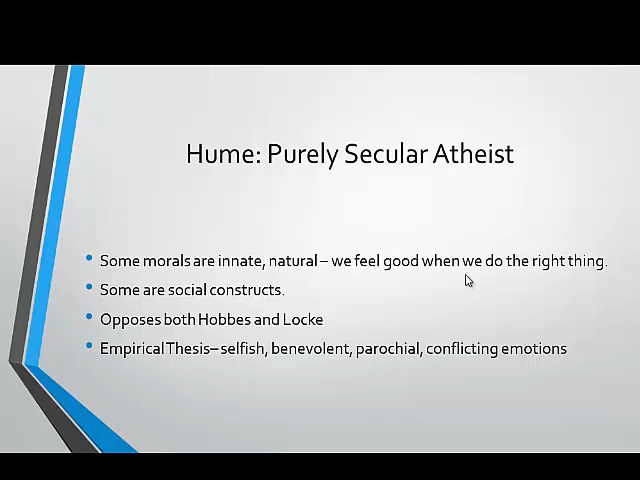 Hume: Purely Secular Atheist
• Some morals are innate, natural – we feel good when we do the right thing.
• Some are social constructs.
• Opposes both Hobbes and Locke
• Empirical Thesis– selfish, benevolent, parochial, conflicting emotions